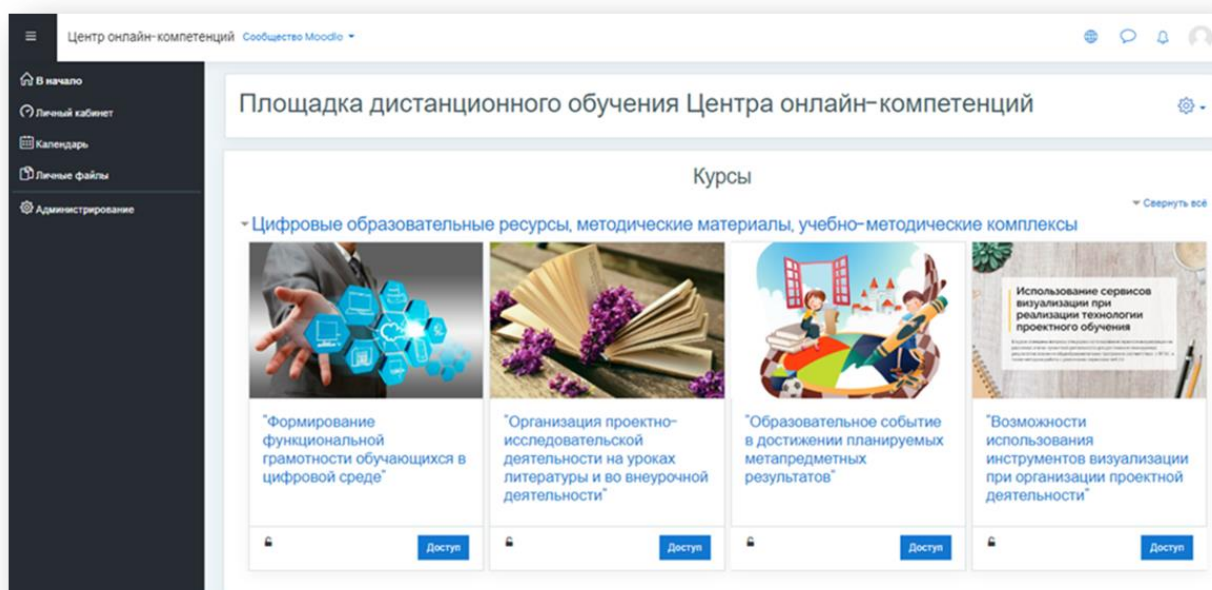 Центр онлайн-компетенций Сообщество Moodle
В начало
Личный кабинет
Календарь
Личные файлы
Администрирование
Площадка дистанционного обучения Центра онлайн-компетенций
Курсы
Свернуть всё
Цифровые образовательные ресурсы, методические материалы, учебно-методические комплексы
Использование сервисов
визуализации при
реализации технологии
проектного обучения
"Формирование
функциональной
грамотности обучающихся в
цифровой среде"
Доступ
"Организация проектно-
исследовательской
деятельности на уроках
литературы и во внеурочной
деятельности"
Доступ
"Образовательное событие
в достижении планируемых
метапредметных
результатов"
Доступ
"Возможности
использования
инструментов визуализации
при организации проектной
деятельности"
Доступ